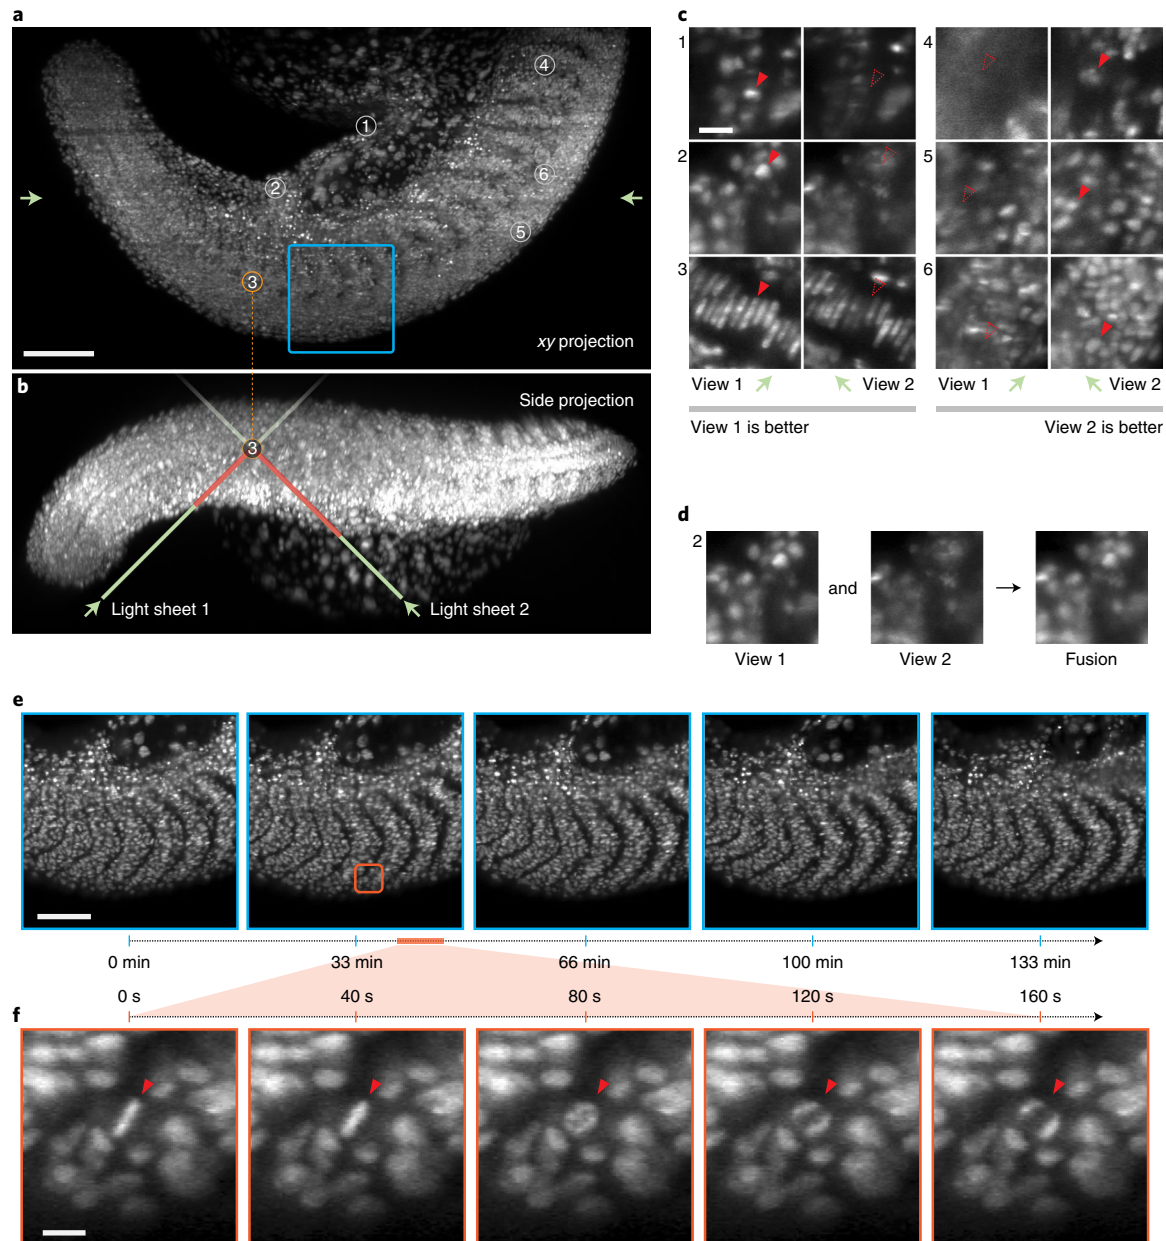 a
1
2
3
4
5
6
xy projection
b
Side projection
3
Light sheet 1
Light sheet 2
c
1
2
3
4
5
6
View 1
View 2
View 1
View 2
View 1 is better
View 2 is better
d
2
and
View 1
View 2
Fusion
e
0 min
33 min
66 min
100 min
133 min
0 s
40 s
80 s
120 s
160 s
f